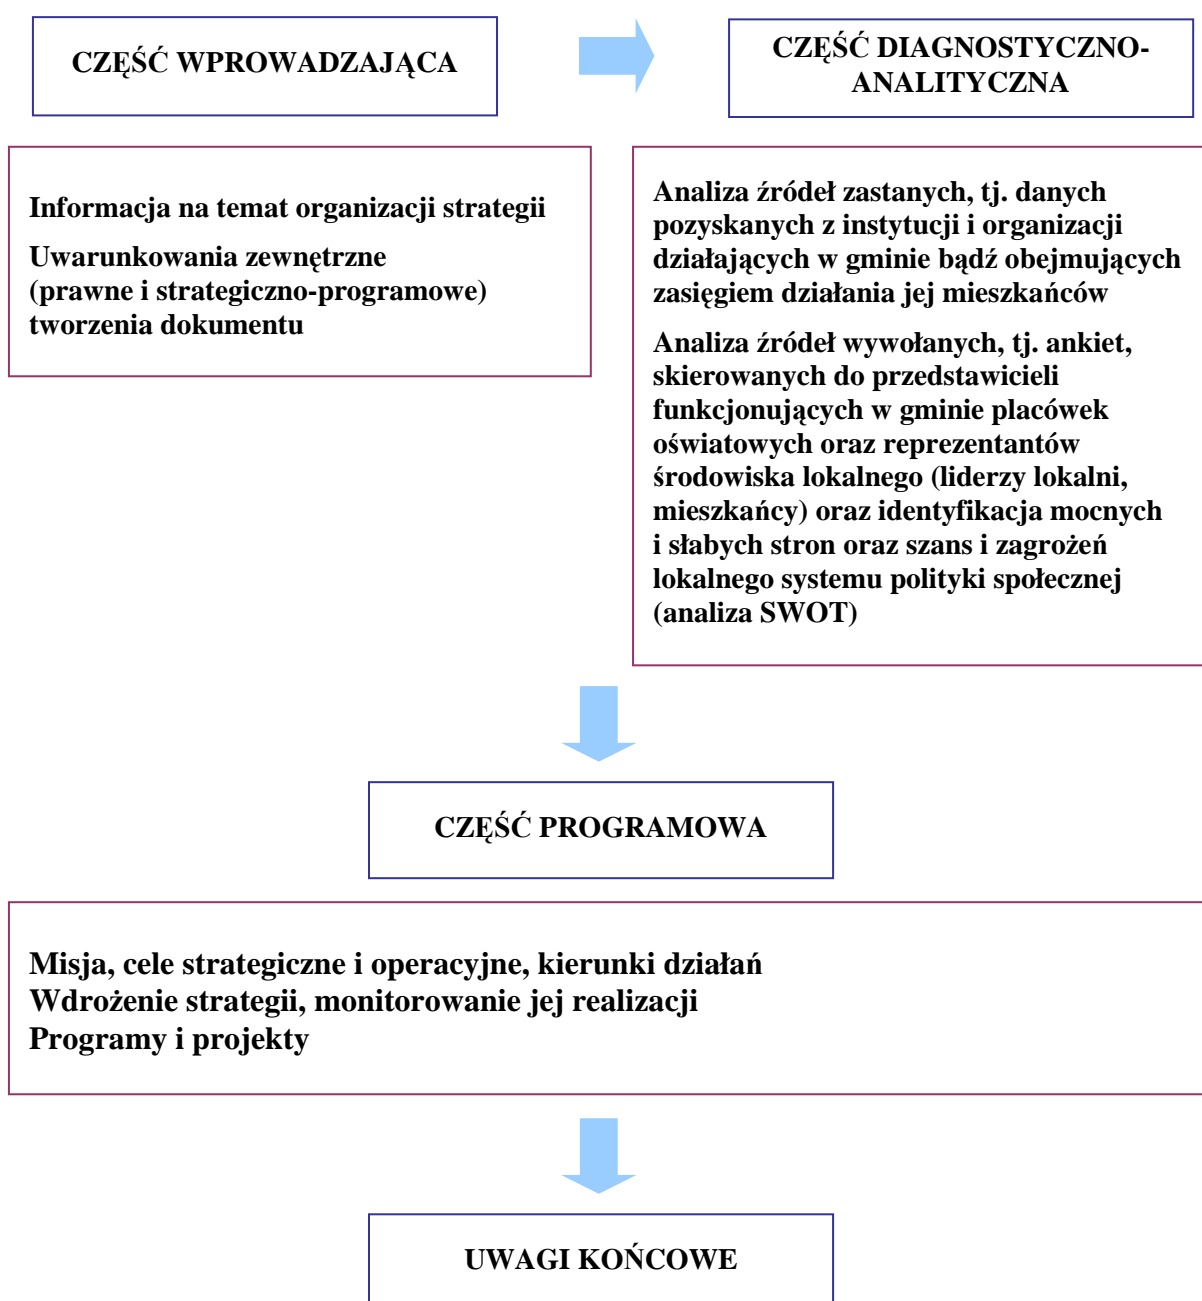 CZĘŚĆ WPROWADZAJĄCA
CZĘŚĆ DIAGNOSTYCZNO-
ANALITYCZNA
Informacja na temat organizacji strategii
Uwarunkowania zewnętrzne
(prawne i strategiczno-programowe)
tworzenia dokumentu
Analiza źródeł zastanych, tj. danych
pozyskanych z instytucji i organizacji
działających w gminie bądź obejmujących
zasięgiem działania jej mieszkańców
Analiza źródeł wywołanych, tj. ankiet,
skierowanych do przedstawicieli
funkcjonujących w gminie placówek
oświatowych oraz reprezentantów
środowiska lokalnego (liderzy lokalni,
mieszkańcy) oraz identyfikacja mocnych
i słabych stron oraz szans i zagrożeń
lokalnego systemu polityki społecznej
(analiza SWOT)
CZĘŚĆ PROGRAMOWA
Misja, cele strategiczne i operacyjne, kierunki działań
Wdrożenie strategii, monitorowanie jej realizacji
Programy i projekty
UWAGI KOŃCOWE